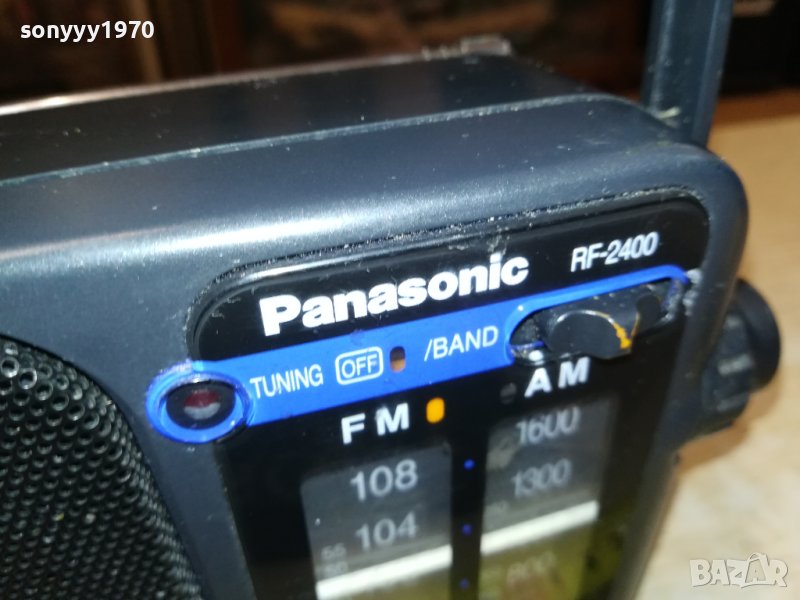 sonyyy1970
Panasonic RF-2400
TUNING OFF /BAND
FM AM
108 1600
104 1300
BAZAR